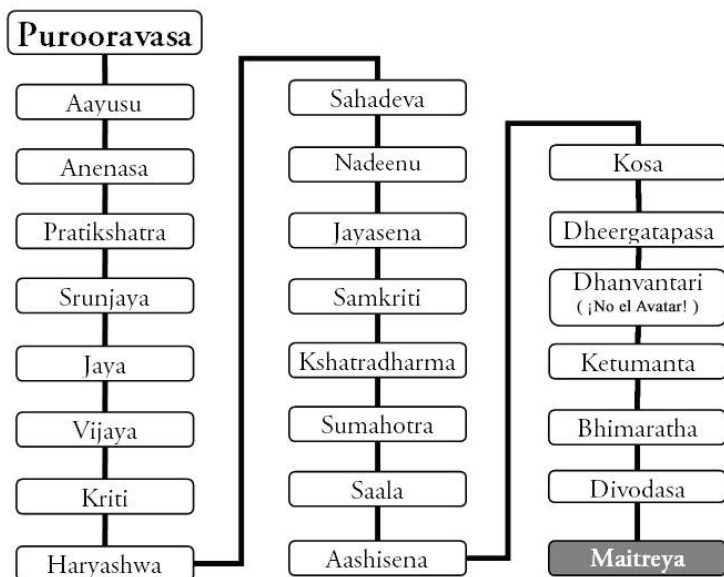 Purooravasa
Aayusu
Anenasa
Pratikshatra
Srunjaya
Jaya
Vijaya
Kriti
Haryashwa
Sahadeva
Nadeenu
Jayasena
Samkriti
Kshatradharma
Sumahotra
Saala
Aashisena
Kosa
Dheergatapasa
Dhanvantari
( ¡No el Avatar! )
Ketumanta
Bhimaratha
Divodasa
Maitreya